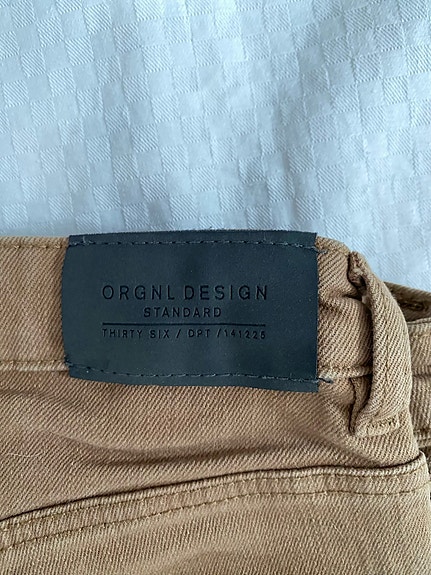 ORGNL DESIGN
STANDARD
THIRTY SIX / DPT / 141225